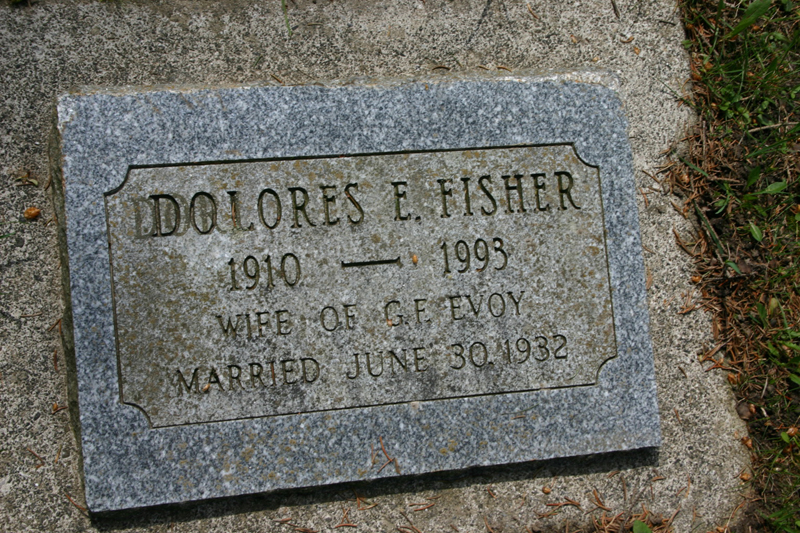 DOLORES E. FISHER
1910 — 1993
WIFE OF G.F. EVOY
MARRIED JUNE 30, 1932